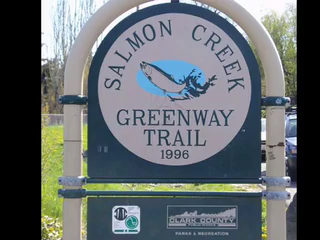 SALMON CREEK
GREENWAY
TRAIL
1996
CLARK COUNTY
PARKS & RECREATION